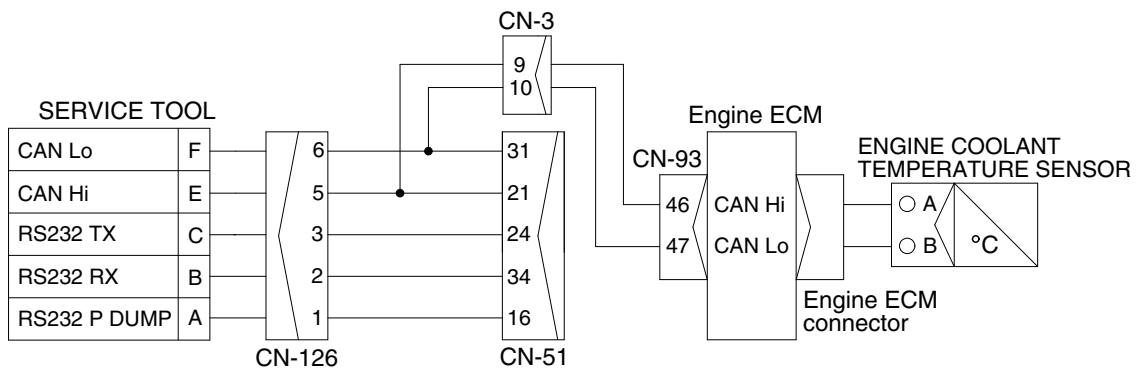 CN-3
9
10
SERVICE TOOL
CAN Lo F
CAN Hi E
RS232 TX C
RS232 RX B
RS232 P DUMP A
6
5
3
2
1
CN-126
31
21
24
34
16
CN-51
Engine ECM
CN-93
46 CAN Hi
47 CAN Lo
Engine ECM
connector
ENGINE COOLANT
TEMPERATURE SENSOR
A
B
°C